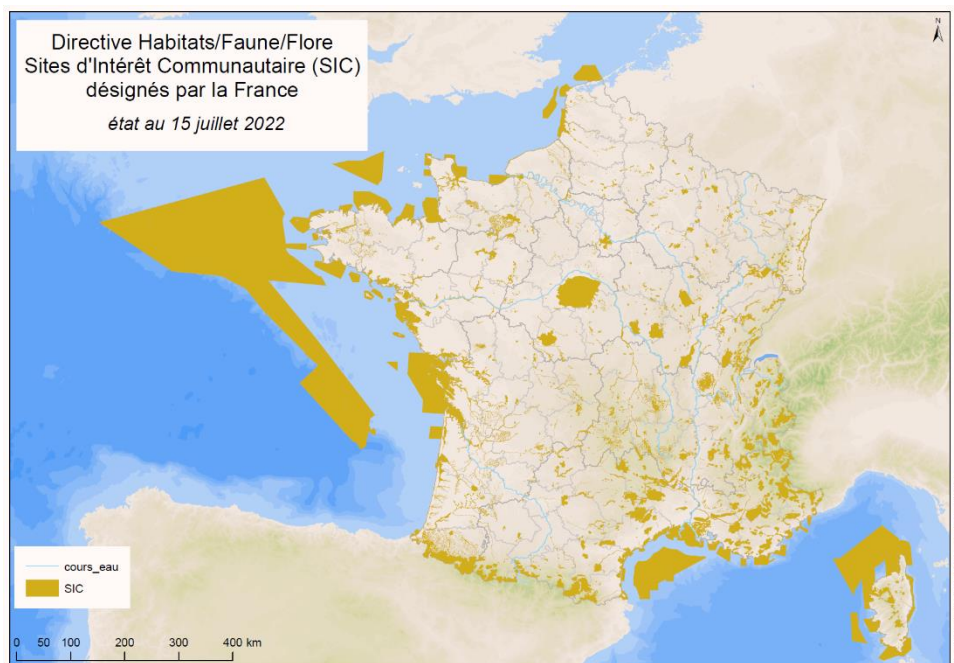 Directive Habitats/Faune/Flore
Sites d'Intérêt Communautaire (SIC)
désignés par la France
état au 15 juillet 2022
N
cours_eau
SIC
0 50 100 200 300 400 km